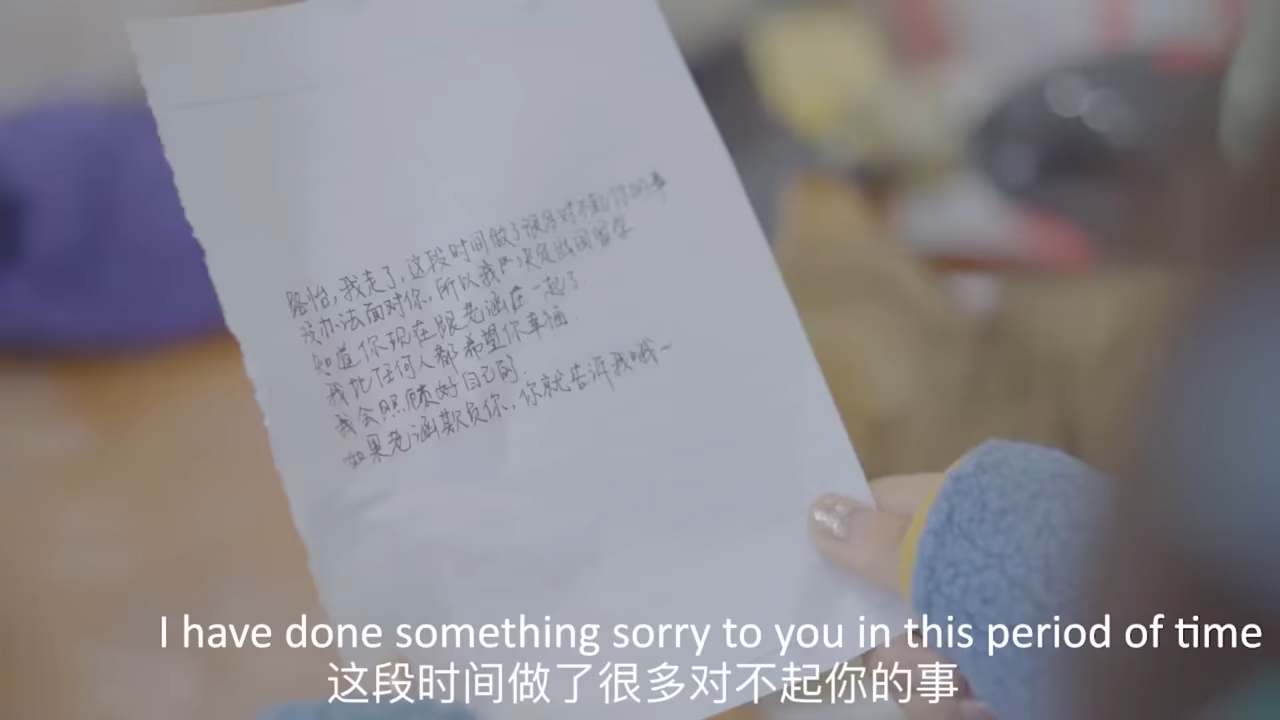 路怡，我走了，这段时间做了很多对不起你的事
没办法面对你，所以我决定出国留学
知道你现在跟老涵在一起了
我比任何人都希望你幸福.
我会照顾好自己的.
如果老涵欺负你，你就告诉我哦~
I have done something sorry to you in this period of time
这段时间做了很多对不起你的事